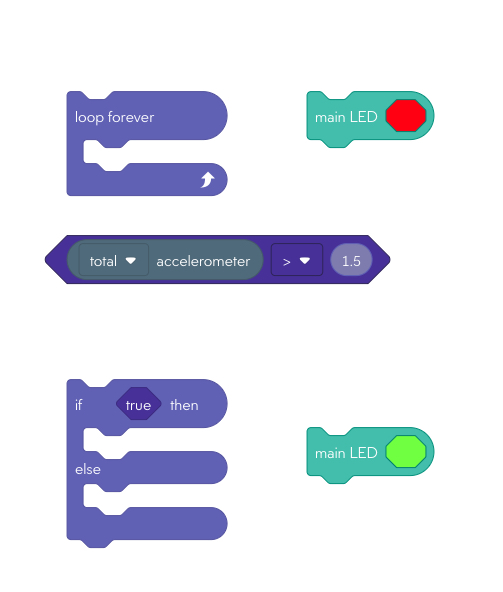 loop forever
main LED
total accelerometer > 1.5
if true then
else
main LED